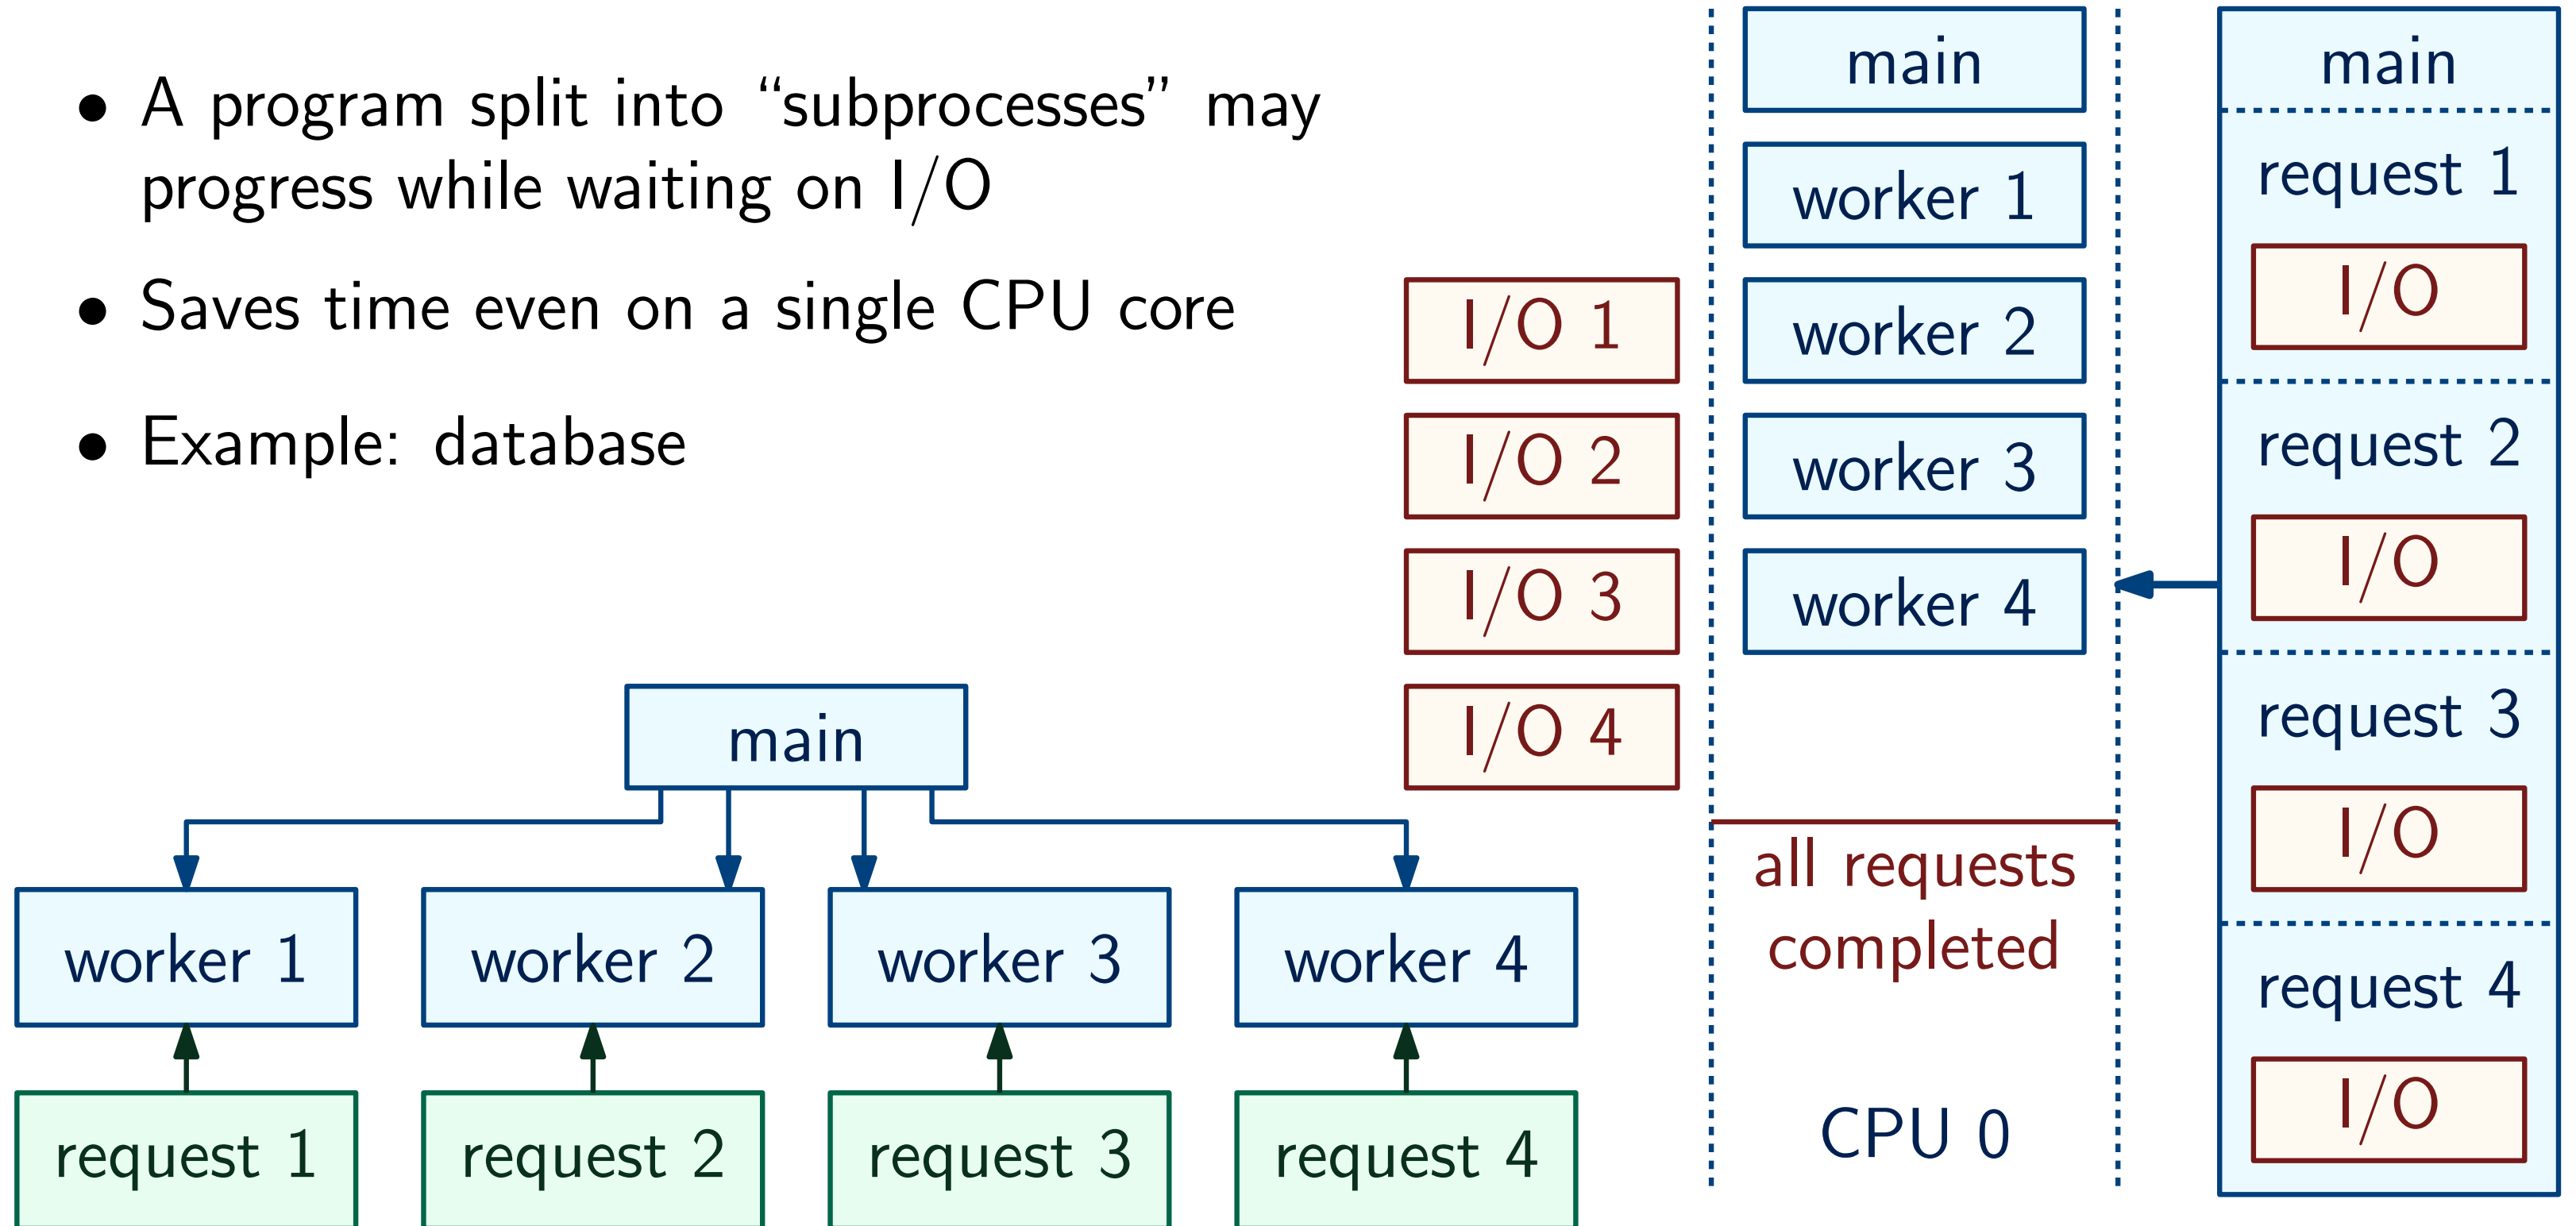 • A program split into “subprocesses” may
progress while waiting on I/O
• Saves time even on a single CPU core
• Example: database
main
worker 1
worker 2
worker 3
worker 4
request 1
request 2
request 3
request 4
I/O 1
I/O 2
I/O 3
I/O 4
main
worker 1
worker 2
worker 3
worker 4
all requests
completed
CPU 0
main
request 1
I/O
request 2
I/O
request 3
I/O
request 4
I/O